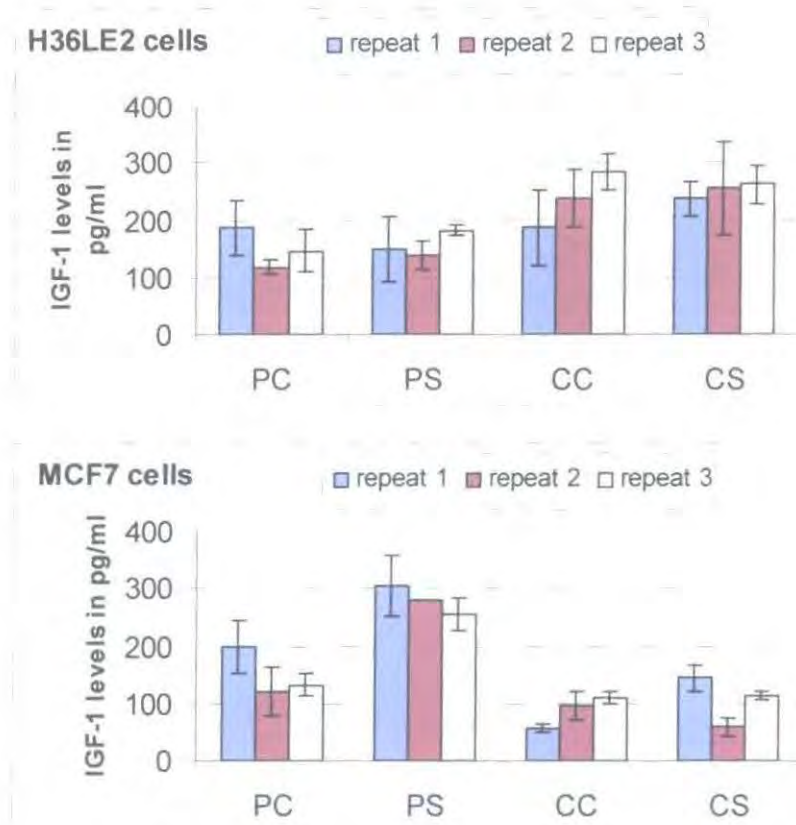 H36LE2 cells
repeat 1 repeat 2 repeat 3
IGF-1 levels in
pg/ml
400
300
200
100
0
PC PS CC CS
MCF7 cells
repeat 1 repeat 2 repeat 3
IGF-1 levels in pg/ml
400
300
200
100
0
PC PS CC CS